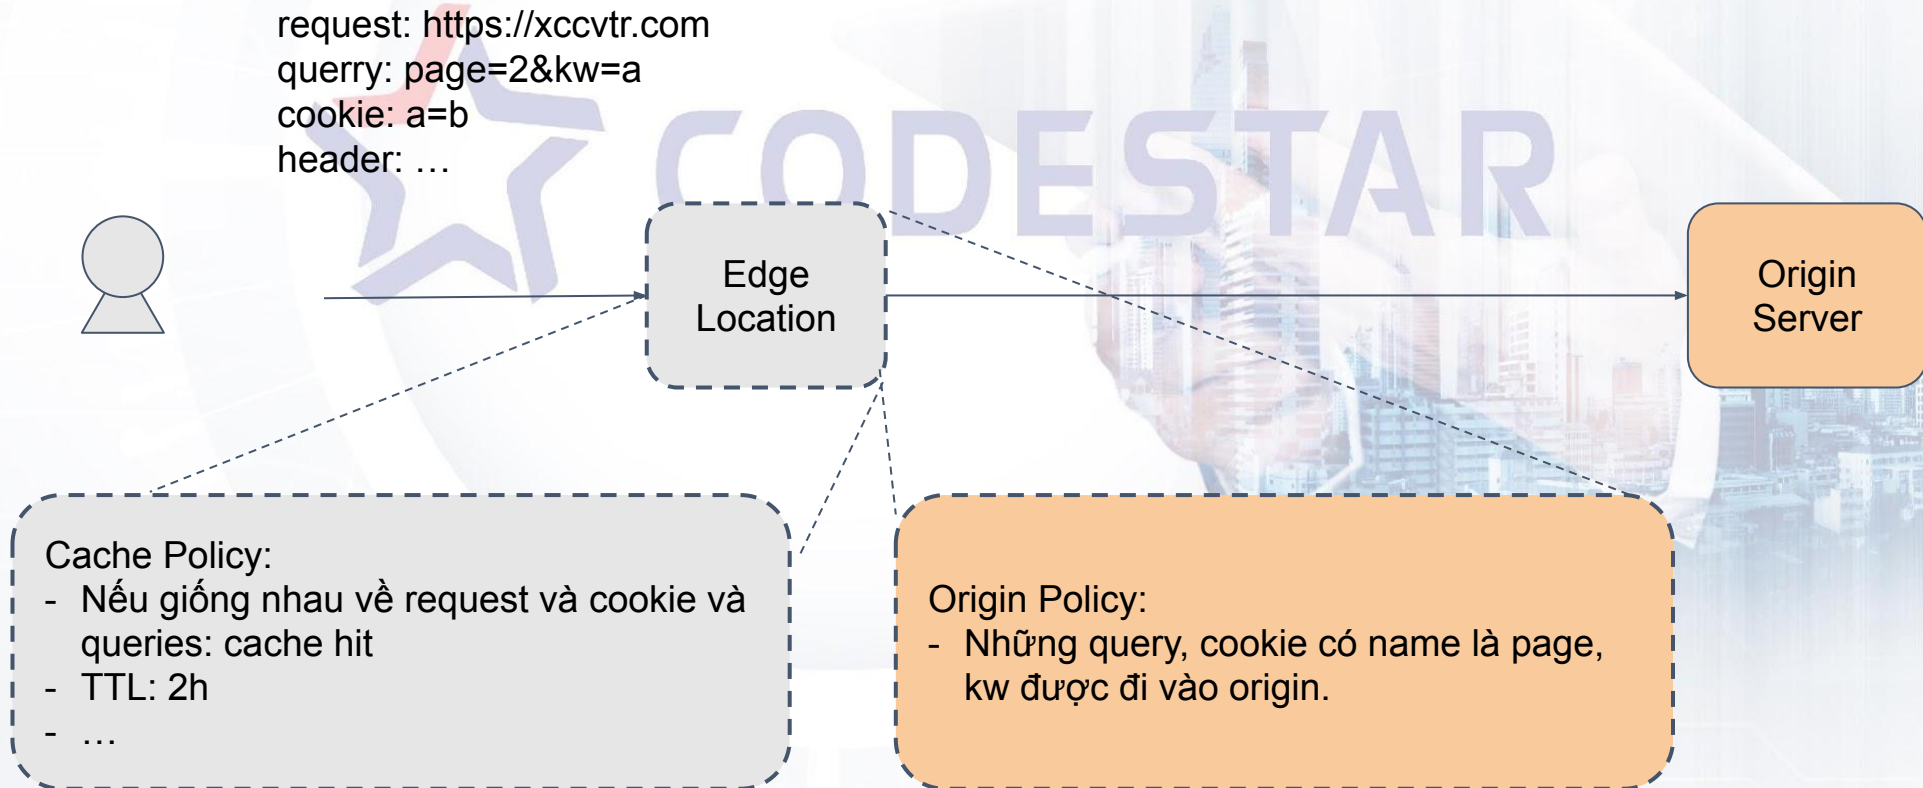 request: https://xccvtr.com
querry: page=2&kw=a
cookie: a=b
header: …
CODESTAR
Edge
Location
Origin
Server
Cache Policy:
- Nếu giống nhau về request và cookie và
queries: cache hit
- TTL: 2h
- …
Origin Policy:
- Những query, cookie có name là page,
kw được đi vào origin.